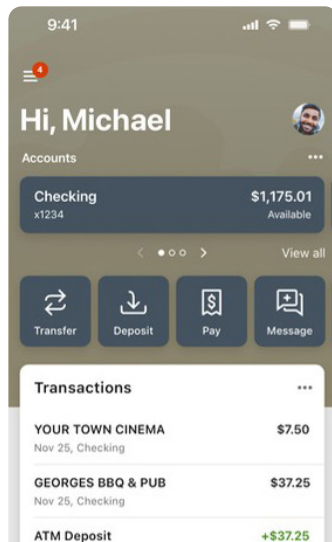 9:41
4
Hi, Michael
Accounts
Checking $1,175.01
x1234 Available
View all
Transfer Deposit Pay Message
Transactions
YOUR TOWN CINEMA $7.50
Nov 25, Checking
GEORGES BBQ & PUB $37.25
Nov 25, Checking
ATM Deposit +$37.25